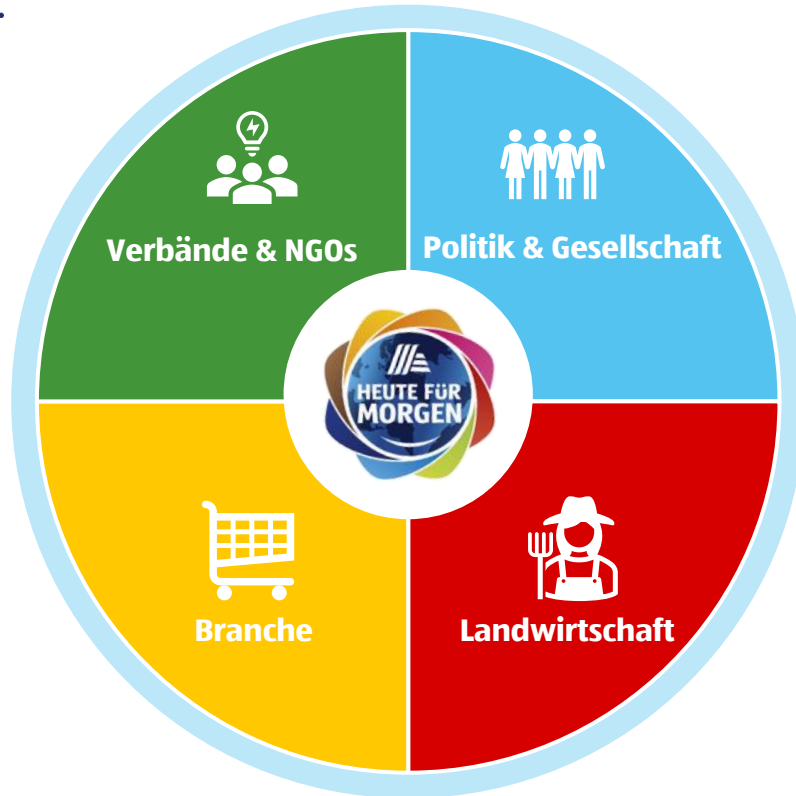 Verbände & NGOs
Politik & Gesellschaft
HEUTE FÜR
MORGEN
Branche
Landwirtschaft